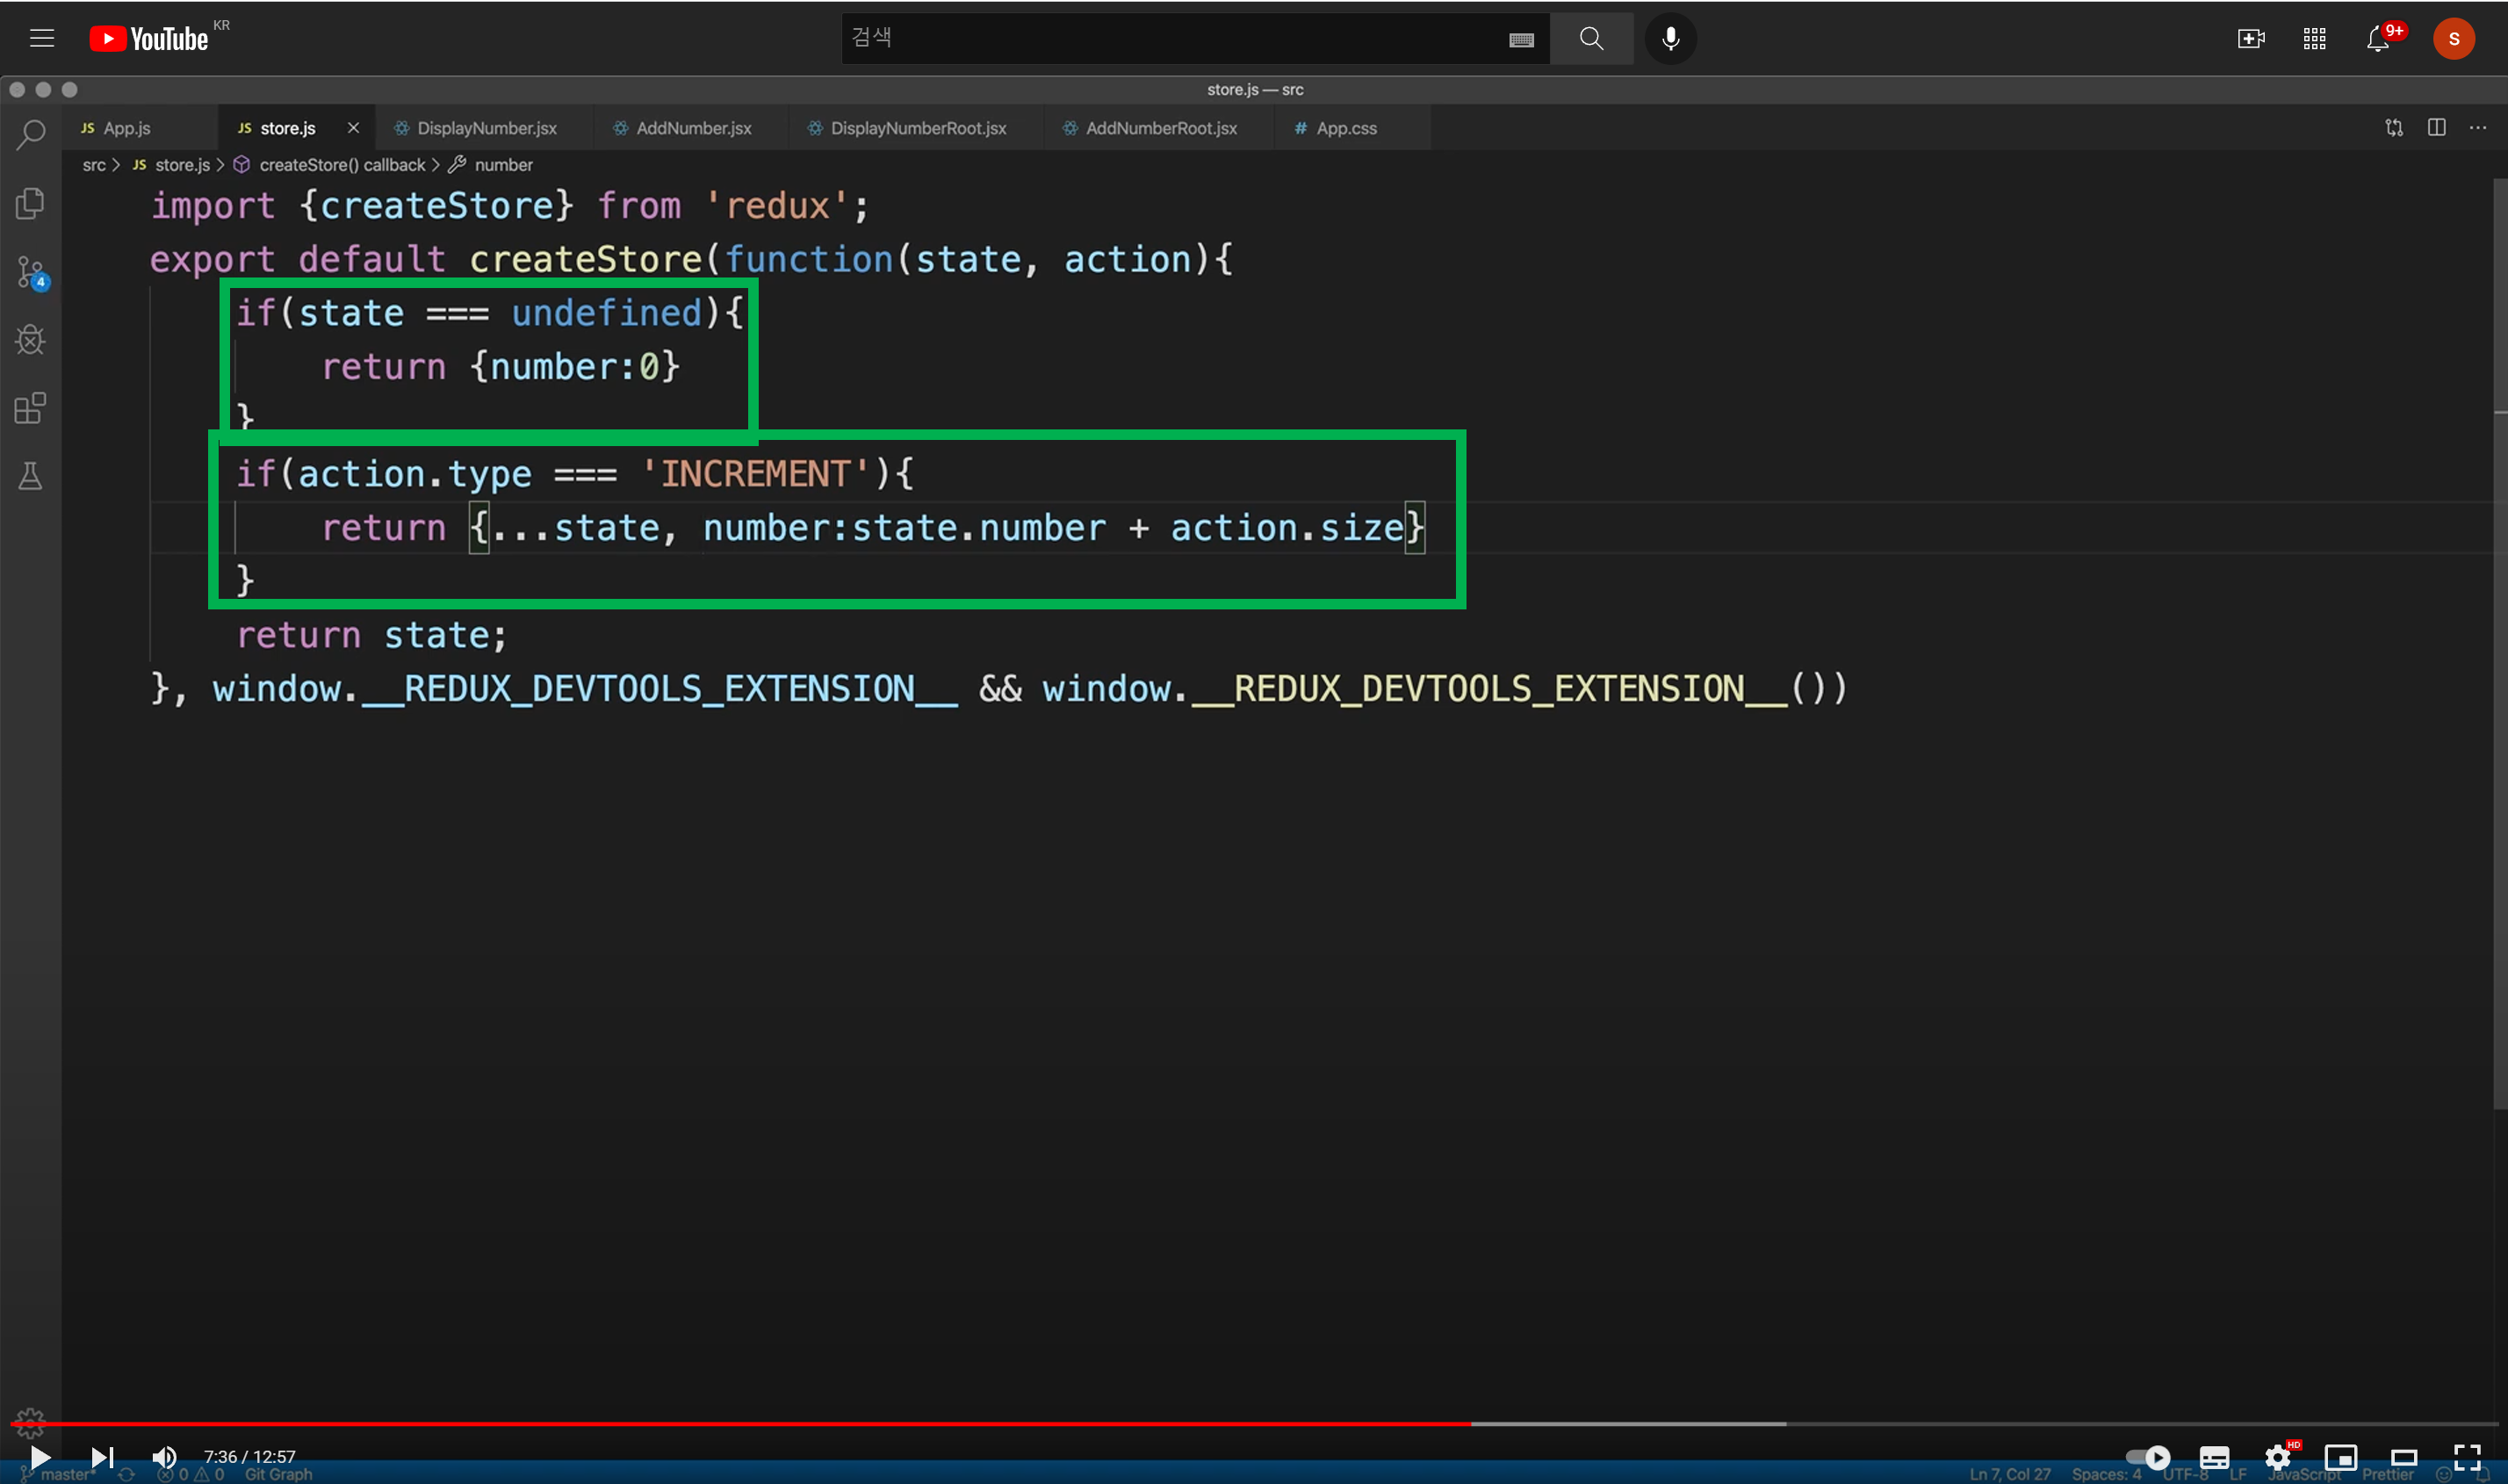 YouTube KR
검색
9+
S
store.js — src
JS App.js
JS store.js
DisplayNumber.jsx
AddNumber.jsx
DisplayNumberRoot.jsx
AddNumberRoot.jsx
# App.css
src > JS store.js > createStore() callback > number
4
import {createStore} from 'redux';
export default createStore(function(state, action){
if(state === undefined){
return {number:0}
}
if(action.type === 'INCREMENT'){
return {...state, number:state.number + action.size}
}
return state;
}, window.__REDUX_DEVTOOLS_EXTENSION__ && window.__REDUX_DEVTOOLS_EXTENSION__())
7:36 / 12:57
HD
master* 0 0 Git Graph
Ln 7, Col 27 Spaces: 4 UTF-8 LF JavaScript Prettier